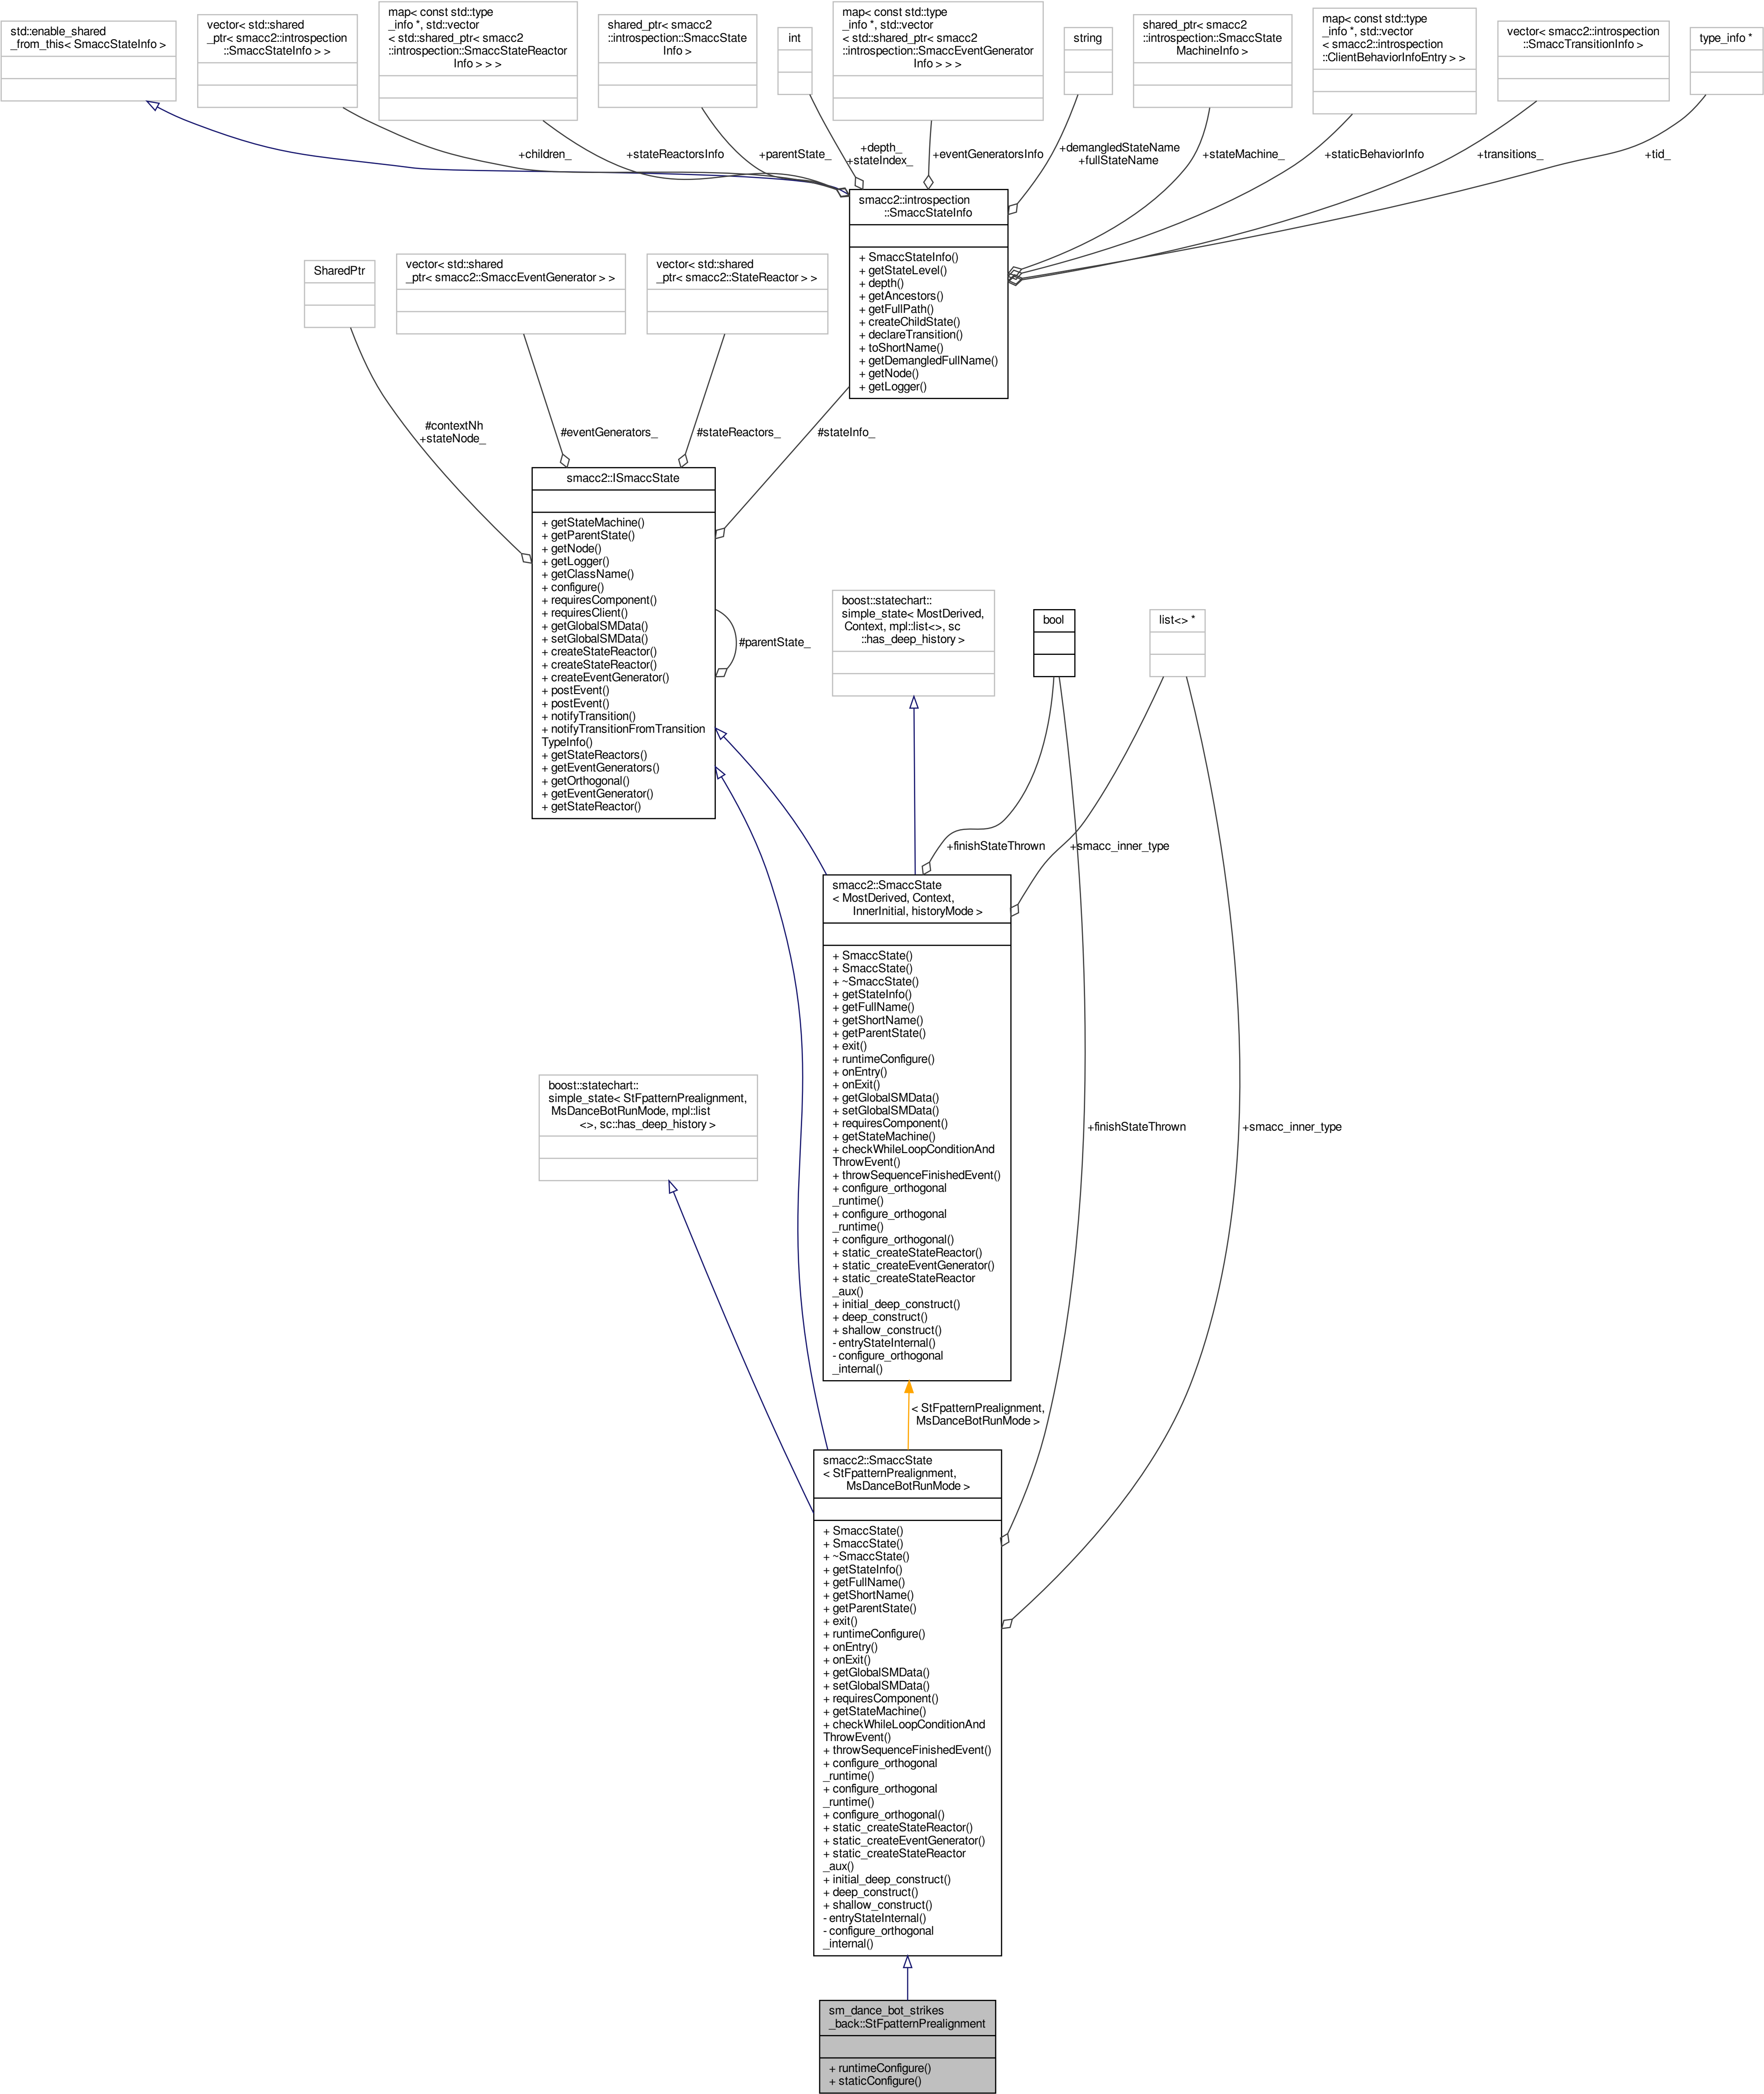 std::enable_shared
_from_this< SmaccStateInfo >
vector< std::shared
_ptr< smacc2::introspection
::SmaccStateInfo > >
map< const std::type
_info *, std::vector
< std::shared_ptr< smacc2
::introspection::SmaccStateReactor
Info > > >
shared_ptr< smacc2
::introspection::SmaccState
Info >
int
map< const std::type
_info *, std::vector
< std::shared_ptr< smacc2
::introspection::SmaccEventGenerator
Info > > >
string
shared_ptr< smacc2
::introspection::SmaccState
MachineInfo >
map< const std::type
_info *, std::vector
< smacc2::introspection
::ClientBehaviorInfoEntry > >
vector< smacc2::introspection
::SmaccTransitionInfo >
type_info *
+children_
+stateReactorsInfo
+parentState_
+depth_
+stateIndex_
+eventGeneratorsInfo
+demangledStateName
+fullStateName
+stateMachine_
+staticBehaviorInfo
+transitions_
+tid_
smacc2::introspection
::SmaccStateInfo
+ SmaccStateInfo()
+ getStateLevel()
+ depth()
+ getAncestors()
+ getFullPath()
+ createChildState()
+ declareTransition()
+ toShortName()
+ getDemangledFullName()
+ getNode()
+ getLogger()
SharedPtr
vector< std::shared
_ptr< smacc2::SmaccEventGenerator > >
vector< std::shared
_ptr< smacc2::StateReactor > >
#contextNh
+stateNode_
#eventGenerators_
#stateReactors_
#stateInfo_
smacc2::ISmaccState
+ getStateMachine()
+ getParentState()
+ getNode()
+ getLogger()
+ getClassName()
+ configure()
+ requiresComponent()
+ requiresClient()
+ getGlobalSMData()
+ setGlobalSMData()
+ createStateReactor()
+ createStateReactor()
+ createEventGenerator()
+ postEvent()
+ postEvent()
+ notifyTransition()
+ notifyTransitionFromTransition
TypeInfo()
+ getStateReactors()
+ getEventGenerators()
+ getOrthogonal()
+ getEventGenerator()
+ getStateReactor()
#parentState_
boost::statechart::
simple_state< MostDerived,
Context, mpl::list<>, sc
::has_deep_history >
bool
list<> *
+finishStateThrown
+smacc_inner_type
smacc2::SmaccState
< MostDerived, Context,
InnerInitial, historyMode >
+ SmaccState()
+ SmaccState()
+ ~SmaccState()
+ getStateInfo()
+ getFullName()
+ getShortName()
+ getParentState()
+ exit()
+ runtimeConfigure()
+ onEntry()
+ onExit()
+ getGlobalSMData()
+ setGlobalSMData()
+ requiresComponent()
+ getStateMachine()
+ checkWhileLoopConditionAnd
ThrowEvent()
+ throwSequenceFinishedEvent()
+ configure_orthogonal
_runtime()
+ configure_orthogonal
_runtime()
+ configure_orthogonal()
+ static_createStateReactor()
+ static_createEventGenerator()
+ static_createStateReactor
_aux()
+ initial_deep_construct()
+ deep_construct()
+ shallow_construct()
- entryStateInternal()
- configure_orthogonal
_internal()
boost::statechart::
simple_state< StFpatternPrealignment,
MsDanceBotRunMode, mpl::list
<>, sc::has_deep_history >
+finishStateThrown
+smacc_inner_type
< StFpatternPrealignment,
MsDanceBotRunMode >
smacc2::SmaccState
< StFpatternPrealignment,
MsDanceBotRunMode >
+ SmaccState()
+ SmaccState()
+ ~SmaccState()
+ getStateInfo()
+ getFullName()
+ getShortName()
+ getParentState()
+ exit()
+ runtimeConfigure()
+ onEntry()
+ onExit()
+ getGlobalSMData()
+ setGlobalSMData()
+ requiresComponent()
+ getStateMachine()
+ checkWhileLoopConditionAnd
ThrowEvent()
+ throwSequenceFinishedEvent()
+ configure_orthogonal
_runtime()
+ configure_orthogonal
_runtime()
+ configure_orthogonal()
+ static_createStateReactor()
+ static_createEventGenerator()
+ static_createStateReactor
_aux()
+ initial_deep_construct()
+ deep_construct()
+ shallow_construct()
- entryStateInternal()
- configure_orthogonal
_internal()
sm_dance_bot_strikes
_back::StFpatternPrealignment
+ runtimeConfigure()
+ staticConfigure()